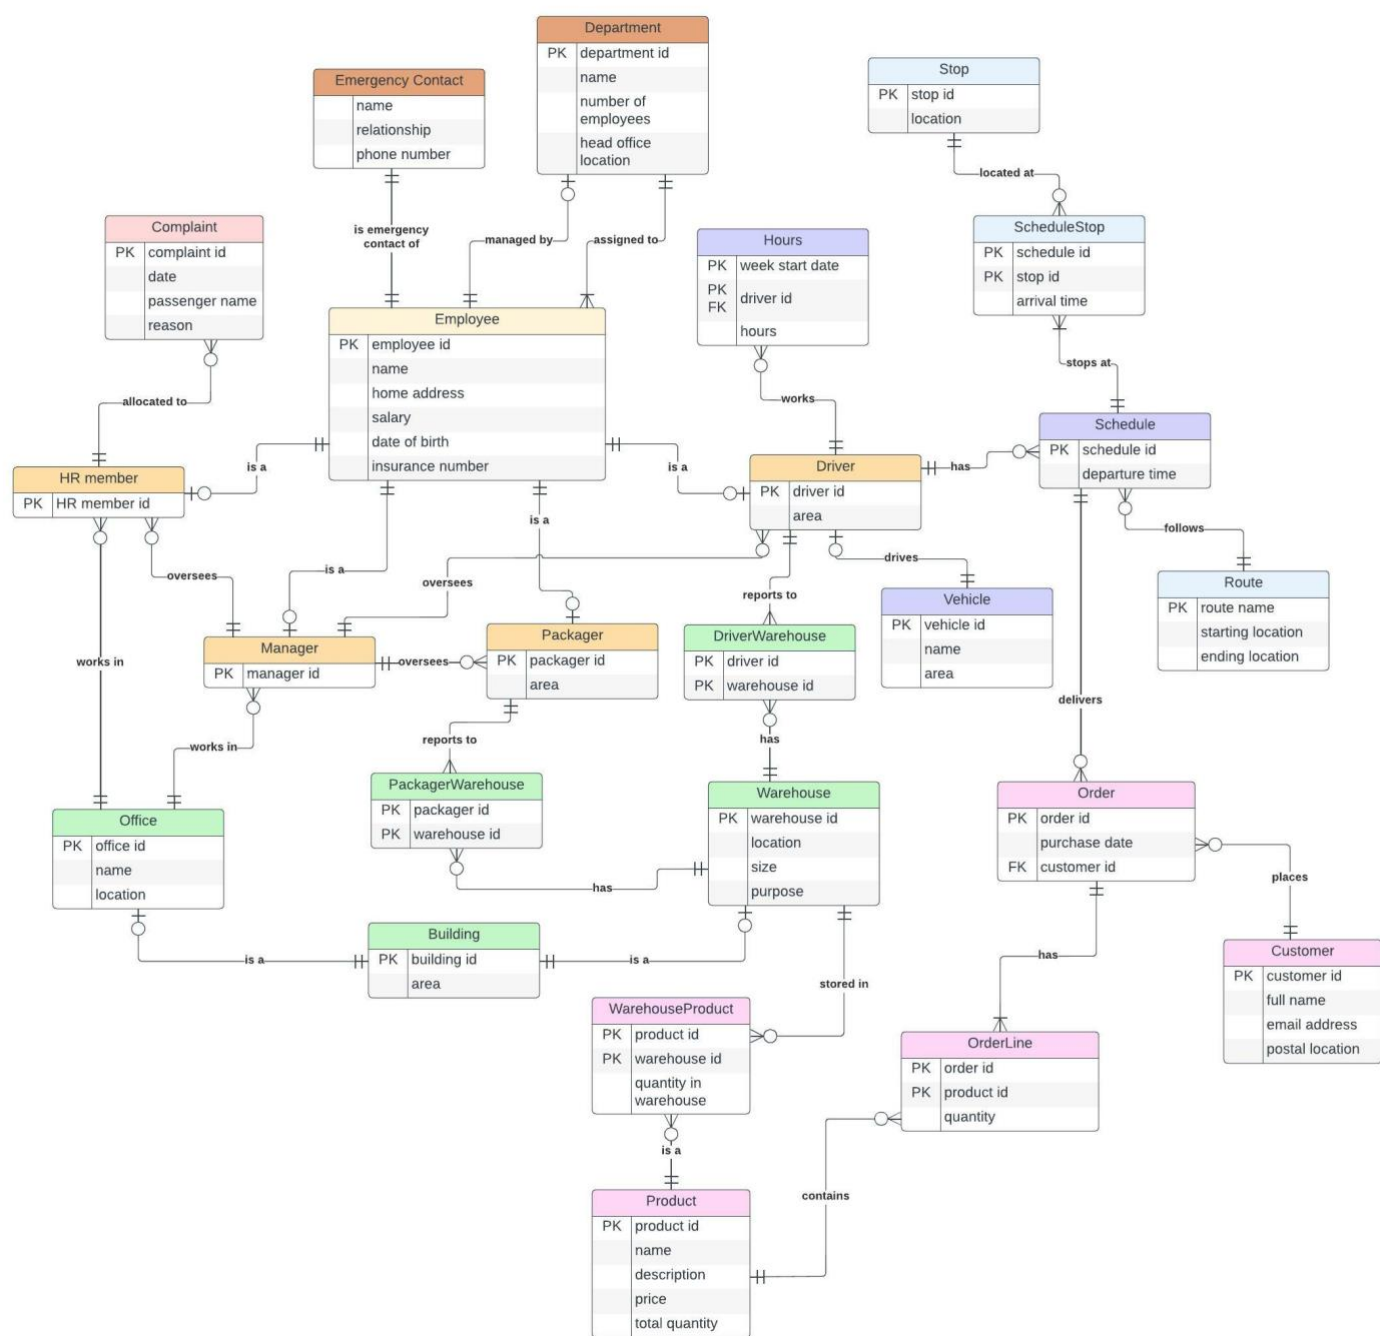 Department
PK department id
name
number of
employees
head office
location
Emergency Contact
name
relationship
phone number
Stop
PK stop id
location
located at
is emergency
contact of
managed by
assigned to
Complaint
PK complaint id
date
passenger name
reason
Hours
PK week start date
PK
FK
driver id
hours
ScheduleStop
PK schedule id
PK stop id
arrival time
Employee
PK employee id
name
home address
salary
date of birth
insurance number
stops at
allocated to
works
is a
is a
has
HR member
PK HR member id
Driver
PK driver id
area
Schedule
PK schedule id
departure time
is a
follows
oversees
is a
oversees
drives
reports to
Route
PK route name
starting location
ending location
Vehicle
PK vehicle id
name
area
Manager
PK manager id
oversees
Packager
PK packager id
area
DriverWarehouse
PK driver id
PK warehouse id
works in
delivers
works in
reports to
has
PackagerWarehouse
PK packager id
PK warehouse id
Warehouse
PK warehouse id
location
size
purpose
Order
PK order id
purchase date
FK customer id
Office
PK office id
name
location
has
places
Building
PK building id
area
is a
is a
has
Customer
PK customer id
full name
email address
postal location
stored in
WarehouseProduct
PK product id
PK warehouse id
quantity in
warehouse
OrderLine
PK order id
PK product id
quantity
is a
contains
Product
PK product id
name
description
price
total quantity